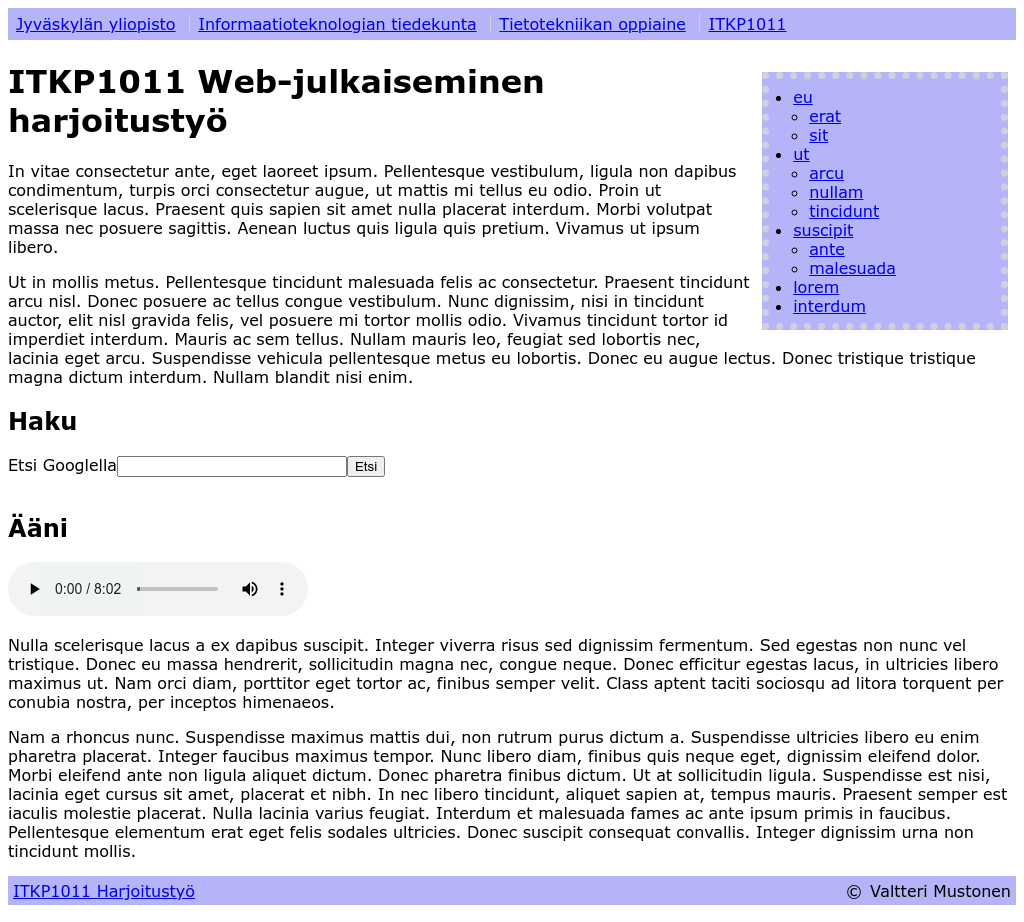 Jyväskylän yliopisto Informaatioteknologian tiedekunta Tietotekniikan oppiaine ITKP1011
ITKP1011 Web-julkaiseminen
harjoitustyö
eu
erat
sit
ut
arcu
nullam
tincidunt
suscipit
ante
malesuada
lorem
interdum
In vitae consectetur ante, eget laoreet ipsum. Pellentesque vestibulum, ligula non dapibus
condimentum, turpis orci consectetur augue, ut mattis mi tellus eu odio. Proin ut
scelerisque lacus. Praesent quis sapien sit amet nulla placerat interdum. Morbi volutpat
massa nec posuere sagittis. Aenean luctus quis ligula quis pretium. Vivamus ut ipsum
libero.
Ut in mollis metus. Pellentesque tincidunt malesuada felis ac consectetur. Praesent tincidunt
arcu nisl. Donec posuere ac tellus congue vestibulum. Nunc dignissim, nisi in tincidunt
auctor, elit nisl gravida felis, vel posuere mi tortor mollis odio. Vivamus tincidunt tortor id
imperdiet interdum. Mauris ac sem tellus. Nullam mauris leo, feugiat sed lobortis nec,
lacinia eget arcu. Suspendisse vehicula pellentesque metus eu lobortis. Donec eu augue lectus. Donec tristique tristique
magna dictum interdum. Nullam blandit nisi enim.
Haku
Etsi Googlella Etsi
Ääni
0:00 / 8:02
Nulla scelerisque lacus a ex dapibus suscipit. Integer viverra risus sed dignissim fermentum. Sed egestas non nunc vel
tristique. Donec eu massa hendrerit, sollicitudin magna nec, congue neque. Donec efficitur egestas lacus, in ultricies libero
maximus ut. Nam orci diam, porttitor eget tortor ac, finibus semper velit. Class aptent taciti sociosqu ad litora torquent per
conubia nostra, per inceptos himenaeos.
Nam a rhoncus nunc. Suspendisse maximus mattis dui, non rutrum purus dictum a. Suspendisse ultricies libero eu enim
pharetra placerat. Integer faucibus maximus tempor. Nunc libero diam, finibus quis neque eget, dignissim eleifend dolor.
Morbi eleifend ante non ligula aliquet dictum. Donec pharetra finibus dictum. Ut at sollicitudin ligula. Suspendisse est nisi,
lacinia eget cursus sit amet, placerat et nibh. In nec libero tincidunt, aliquet sapien at, tempus mauris. Praesent semper est
iaculis molestie placerat. Nulla lacinia varius feugiat. Interdum et malesuada fames ac ante ipsum primis in faucibus.
Pellentesque elementum erat eget felis sodales ultricies. Donec suscipit consequat convallis. Integer dignissim urna non
tincidunt mollis.
ITKP1011 Harjoitustyö © Valtteri Mustonen